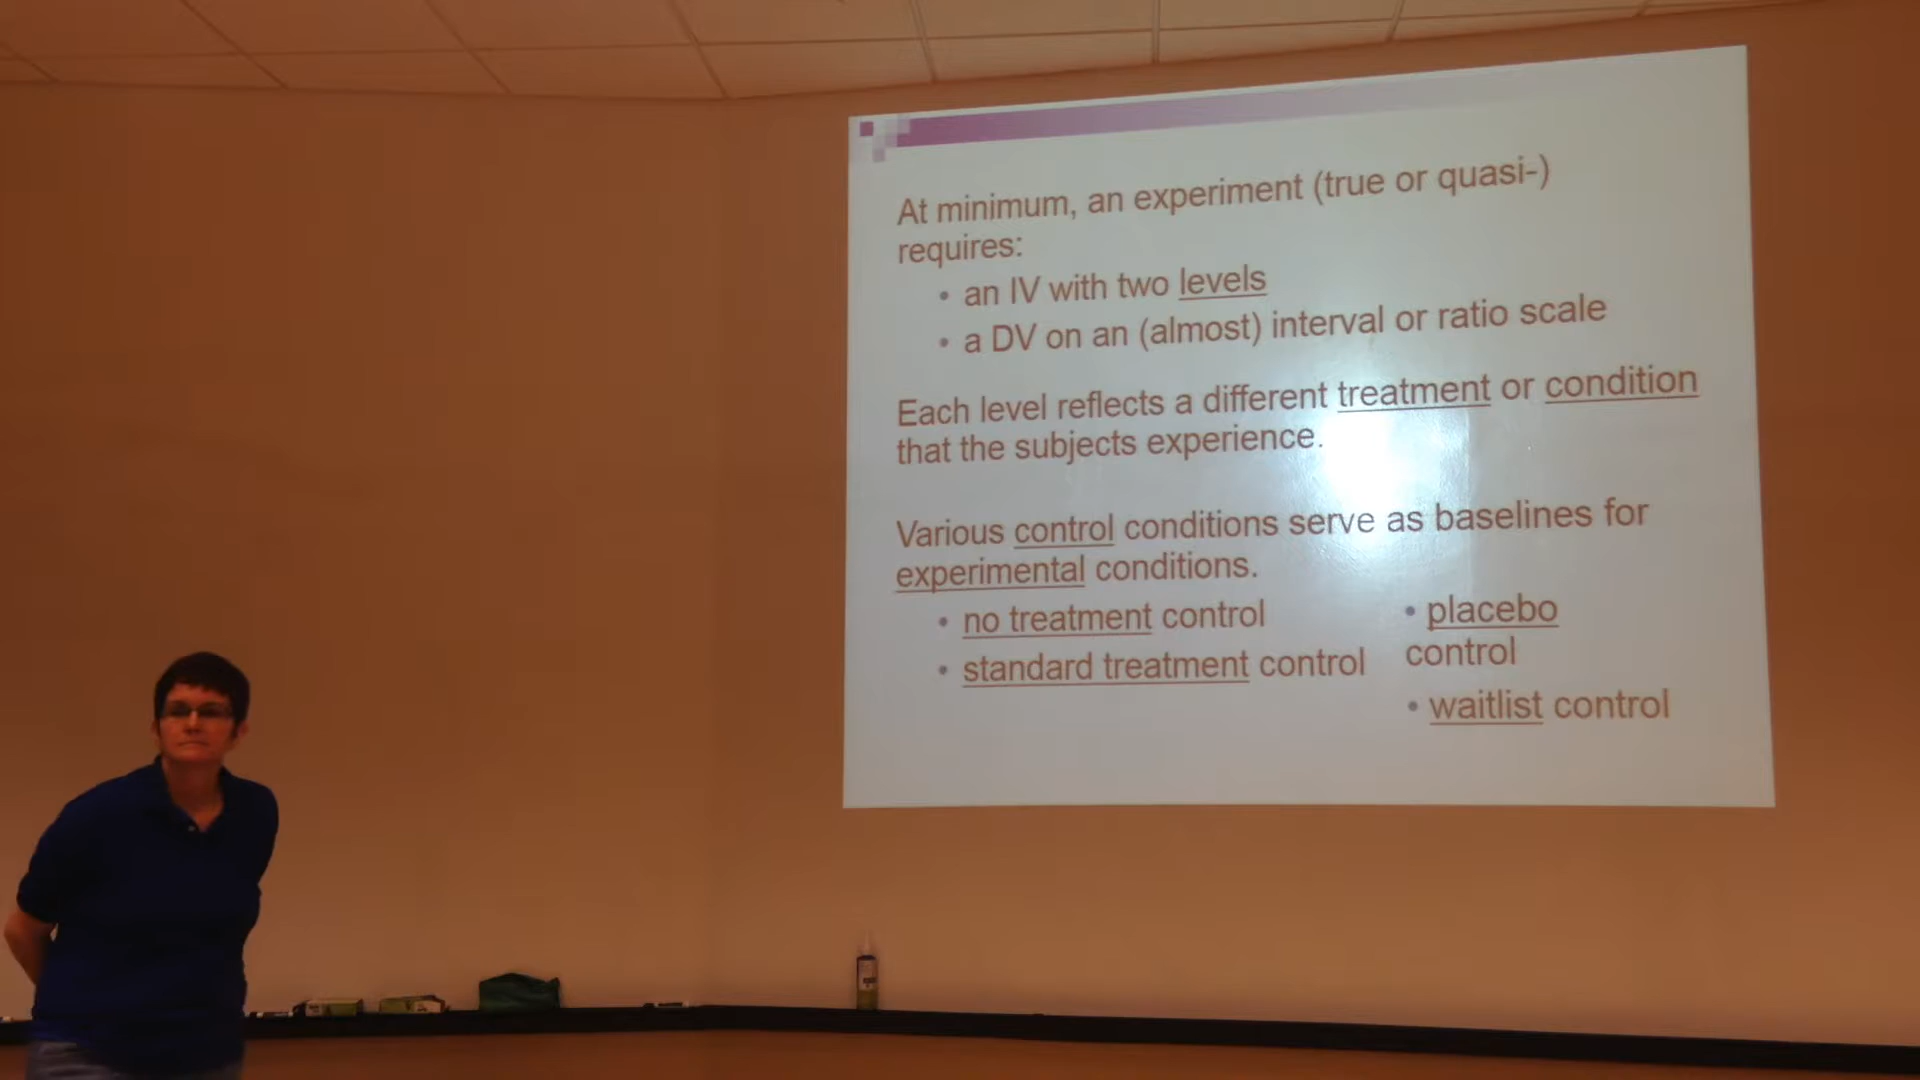 At minimum, an experiment (true or quasi-)
requires:
• an IV with two levels
• a DV on an (almost) interval or ratio scale
Each level reflects a different treatment or condition
that the subjects experience.
Various control conditions serve as baselines for
experimental conditions.
• no treatment control
• standard treatment control
• placebo
control
• waitlist control